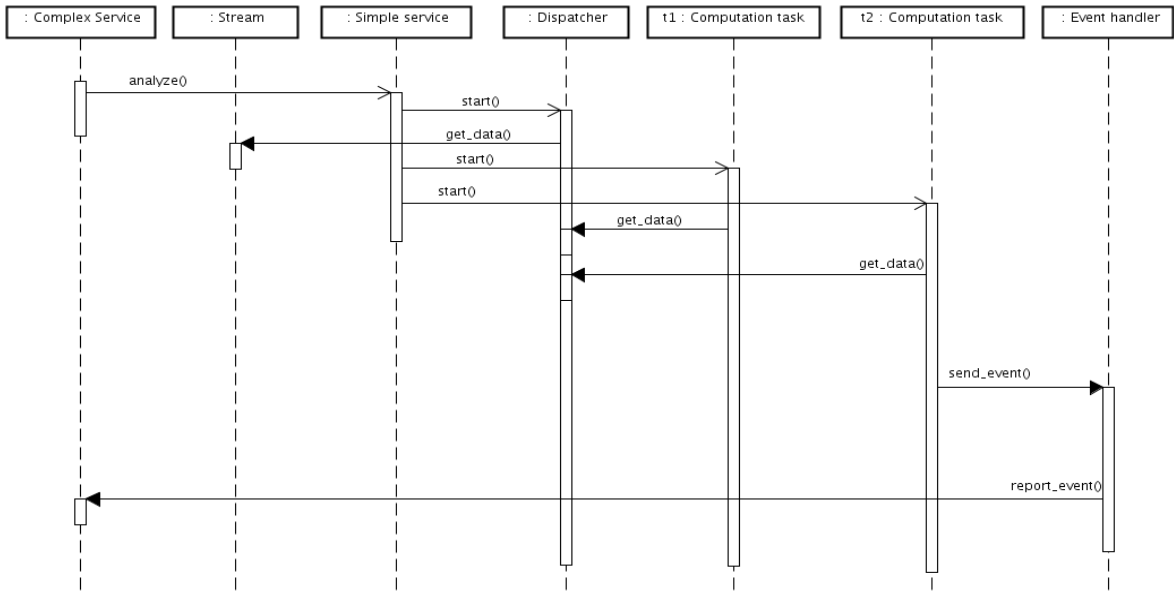 : Complex Service
: Stream
: Simple service
: Dispatcher
t1 : Computation task
t2 : Computation task
: Event handler
analyze()
start()
get_data()
start()
start()
get_data()
get_data()
send_event()
report_event()